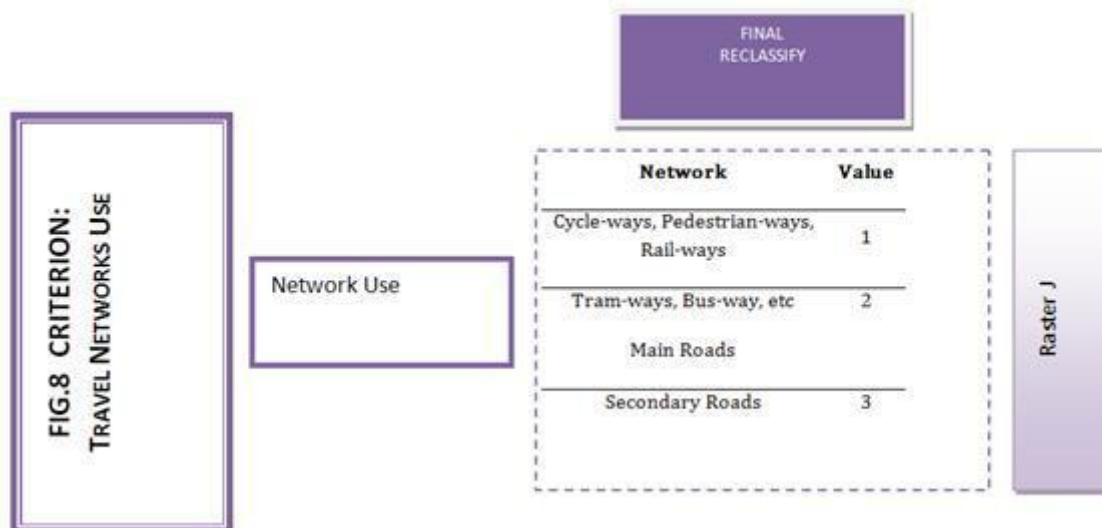 FIG.8 CRITERION:
TRAVEL NETWORKS USE
Network Use
FINAL
RECLASSIFY
Network Value
Cycle-ways, Pedestrian-ways,
Rail-ways 1
Tram-ways, Bus-way, etc 2
Main Roads
Secondary Roads 3
Raster J